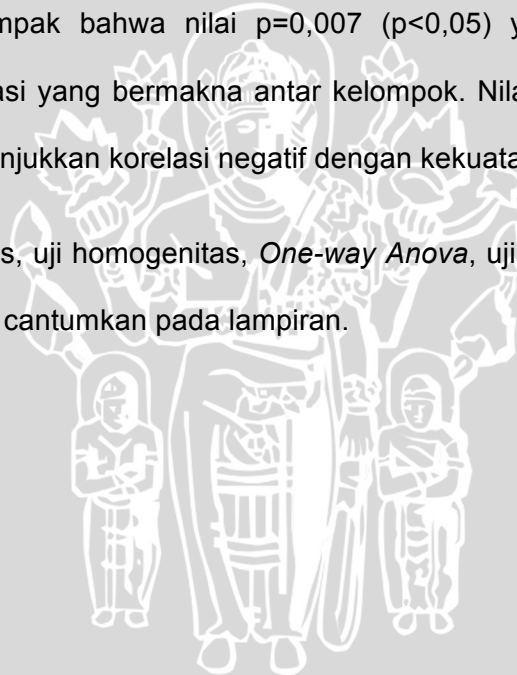 mpak bahwa nilai p=0,007 (p<0,05) y
asi yang bermakna antar kelompok. Nila
njukkan korelasi negatif dengan kekuata
s, uji homogenitas, One-way Anova, uji
cantumkan pada lampiran.